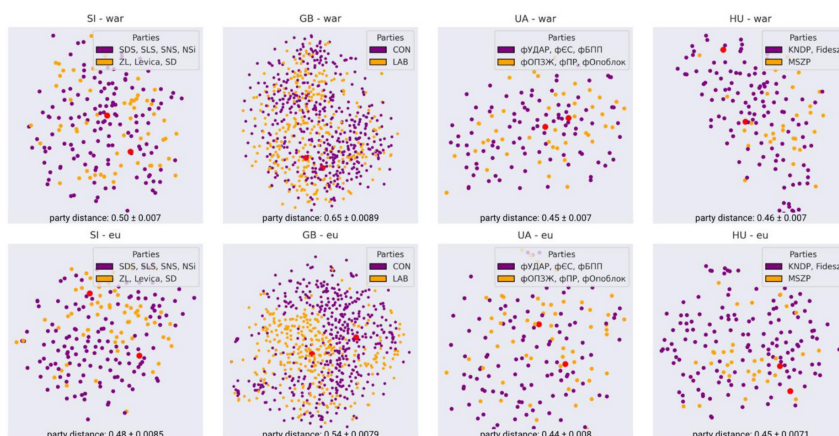 SI - war
Parties
SDS, SLS, SNS, NSi
ZL, Levica, SD
party distance: 0.50 ± 0.007
GB - war
Parties
CON
LAB
party distance: 0.65 ± 0.0089
UA - war
Parties
фУДАР, фЄС, фБПП
фОПЗЖ, фПР, фОпоблок
party distance: 0.45 ± 0.007
HU - war
Parties
KNDP, Fidesz
MSZP
party distance: 0.46 ± 0.007
SI - eu
Parties
SDS, SLS, SNS, NSi
ZL, Levica, SD
party distance: 0.48 ± 0.0085
GB - eu
Parties
CON
LAB
party distance: 0.54 ± 0.0079
UA - eu
Parties
фУДАР, фЄС, фБПП
фОПЗЖ, фПР, фОпоблок
party distance: 0.44 ± 0.008
HU - eu
Parties
KNDP, Fidesz
MSZP
party distance: 0.45 ± 0.0071